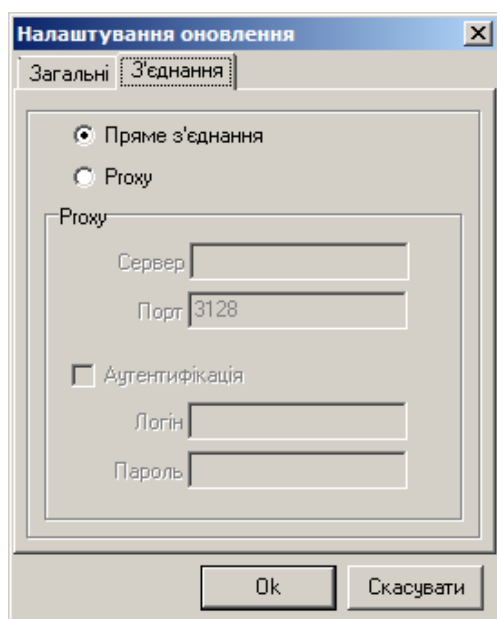 Налаштування оновлення
Загальні З'єднання
Пряме з'єднання
Proxy
Proxy
Сервер
Порт 3128
Аутентифікація
Логін
Пароль
Ok Скасувати